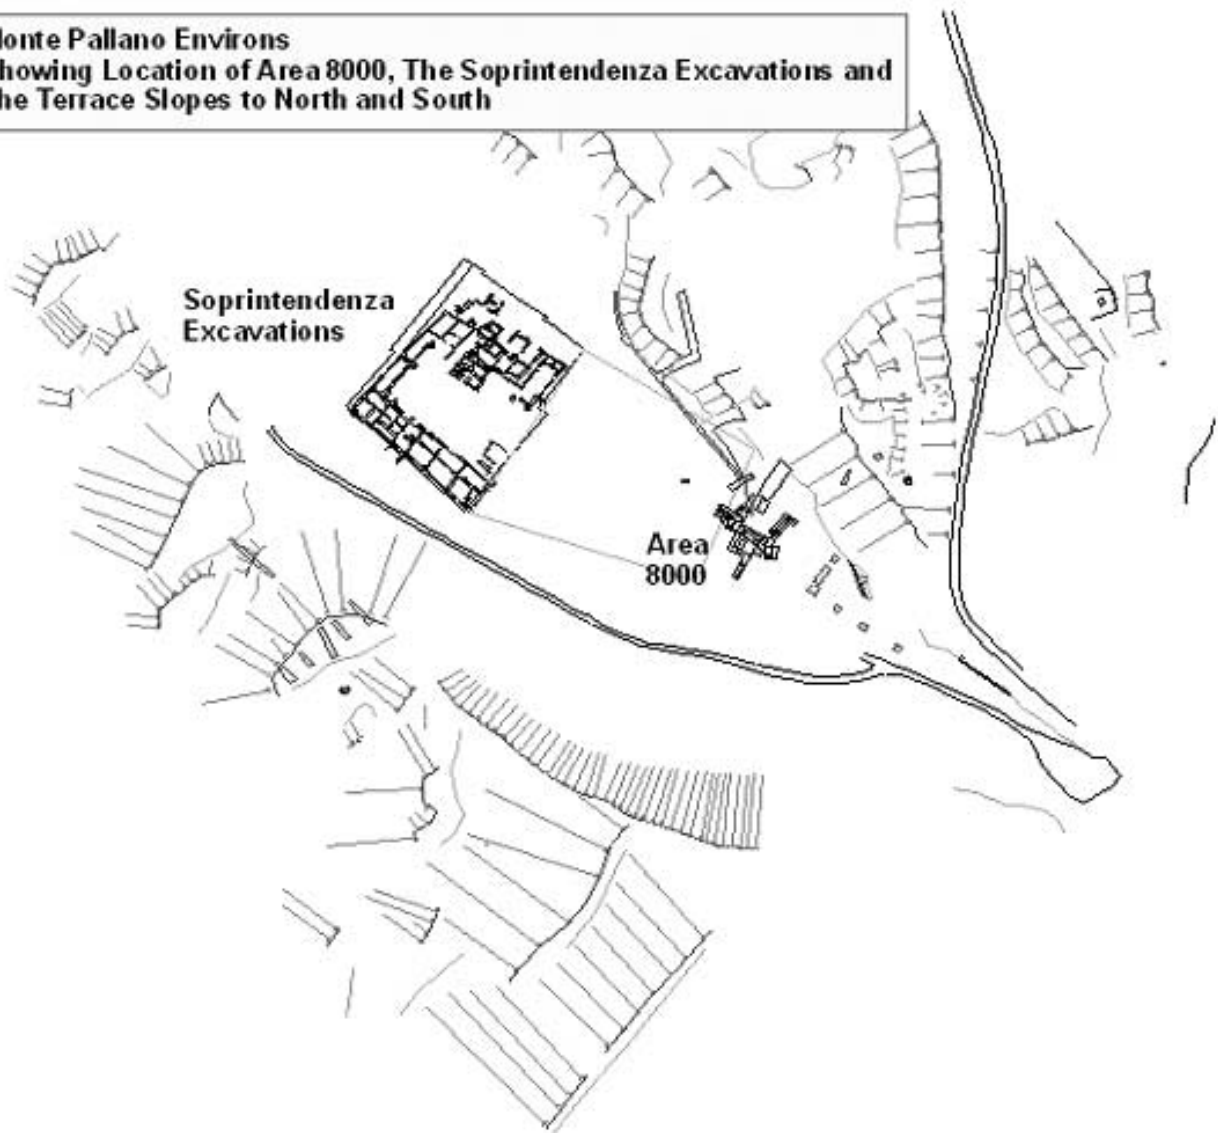 lonte Pallano Environs
howing Location of Area 8000, The Soprintendenza Excavations and
he Terrace Slopes to North and South
Soprintendenza
Excavations
Area
8000